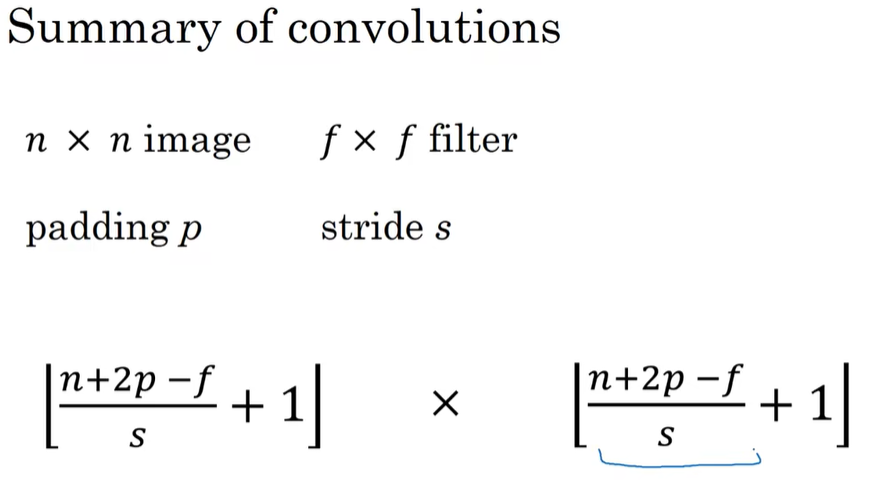 Summary of convolutions
n × n image f × f filter
padding p stride s
⌊(n+2p −f)/s + 1⌋ × ⌊(n+2p −f)/s + 1⌋